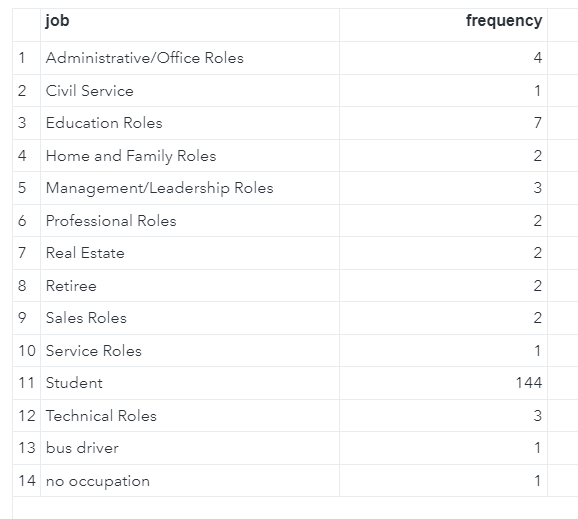 job frequency
1 Administrative/Office Roles 4
2 Civil Service 1
3 Education Roles 7
4 Home and Family Roles 2
5 Management/Leadership Roles 3
6 Professional Roles 2
7 Real Estate 2
8 Retiree 2
9 Sales Roles 2
10 Service Roles 1
11 Student 144
12 Technical Roles 3
13 bus driver 1
14 no occupation 1